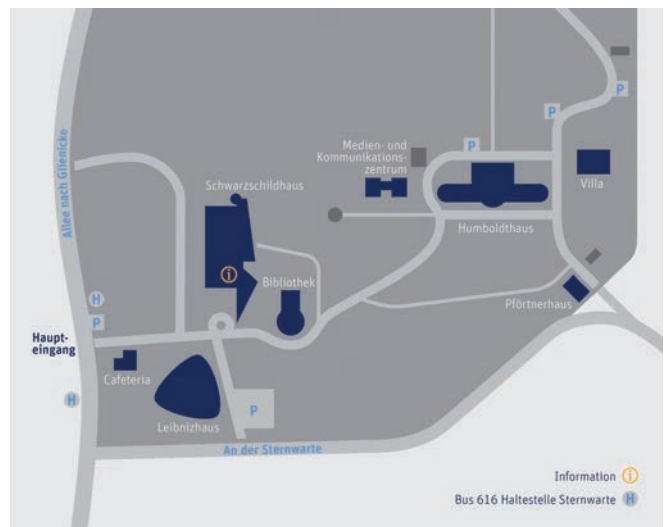 P
P
P
Medien- und
Kommunikations-
zentrum
Villa
Schwarzschildhaus
Allee nach Glienicke
Humboldthaus
i
Bibliothek
H
Pförtnerhaus
P
Haupt-
eingang
Cafeteria
H
P
Leibnizhaus
An der Sternwarte
Information i
Bus 616 Haltestelle Sternwarte H